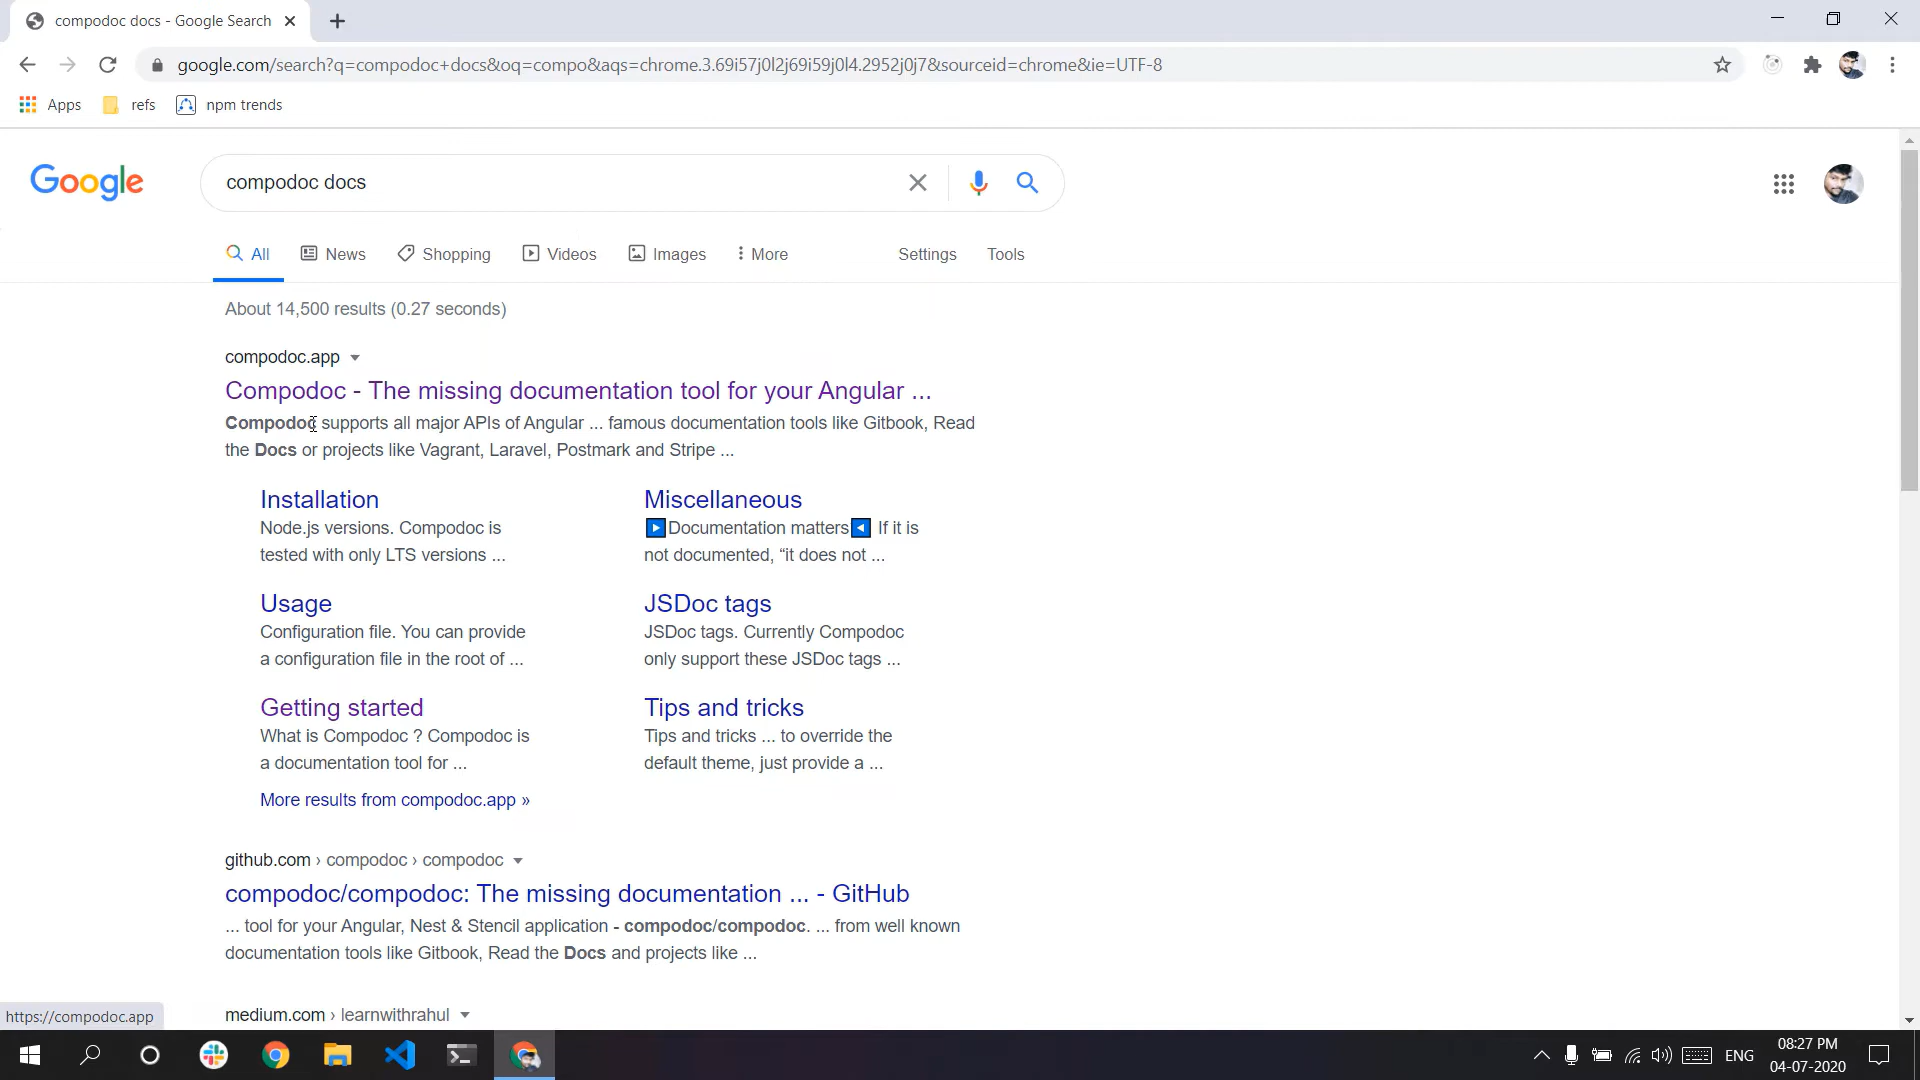 compodoc docs - Google Search
google.com/search?q=compodoc+docs&oq=compo&aqs=chrome.3.69i57j0l2j69i59j0l4.2952j0j7&sourceid=chrome&ie=UTF-8
Apps refs npm trends
Google
compodoc docs
All News Shopping Videos Images More Settings Tools
About 14,500 results (0.27 seconds)
compodoc.app
Compodoc - The missing documentation tool for your Angular ...
Compodoc supports all major APIs of Angular ... famous documentation tools like Gitbook, Read
the Docs or projects like Vagrant, Laravel, Postmark and Stripe ...
Installation
Node.js versions. Compodoc is
tested with only LTS versions ...
Miscellaneous
Documentation matters If it is
not documented, “it does not ...
Usage
Configuration file. You can provide
a configuration file in the root of ...
JSDoc tags
JSDoc tags. Currently Compodoc
only support these JSDoc tags ...
Getting started
What is Compodoc ? Compodoc is
a documentation tool for ...
Tips and tricks
Tips and tricks ... to override the
default theme, just provide a ...
More results from compodoc.app »
github.com › compodoc › compodoc
compodoc/compodoc: The missing documentation ... - GitHub
... tool for your Angular, Nest & Stencil application - compodoc/compodoc. ... from well known
documentation tools like Gitbook, Read the Docs and projects like ...
medium.com › learnwithrahul
https://compodoc.app
ENG
08:27 PM
04-07-2020